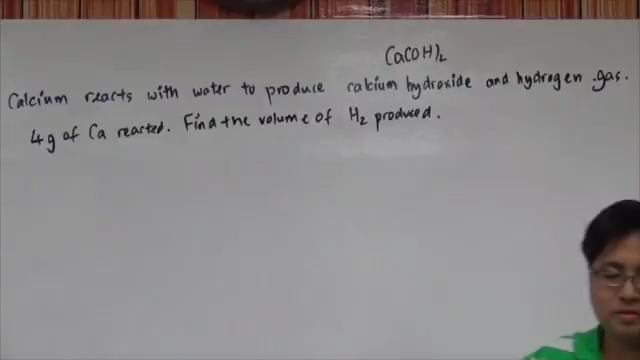 Ca(OH)2
Calcium reacts with water to produce calcium hydroxide and hydrogen gas.
4g of Ca reacted. Find the volume of H2 produced.